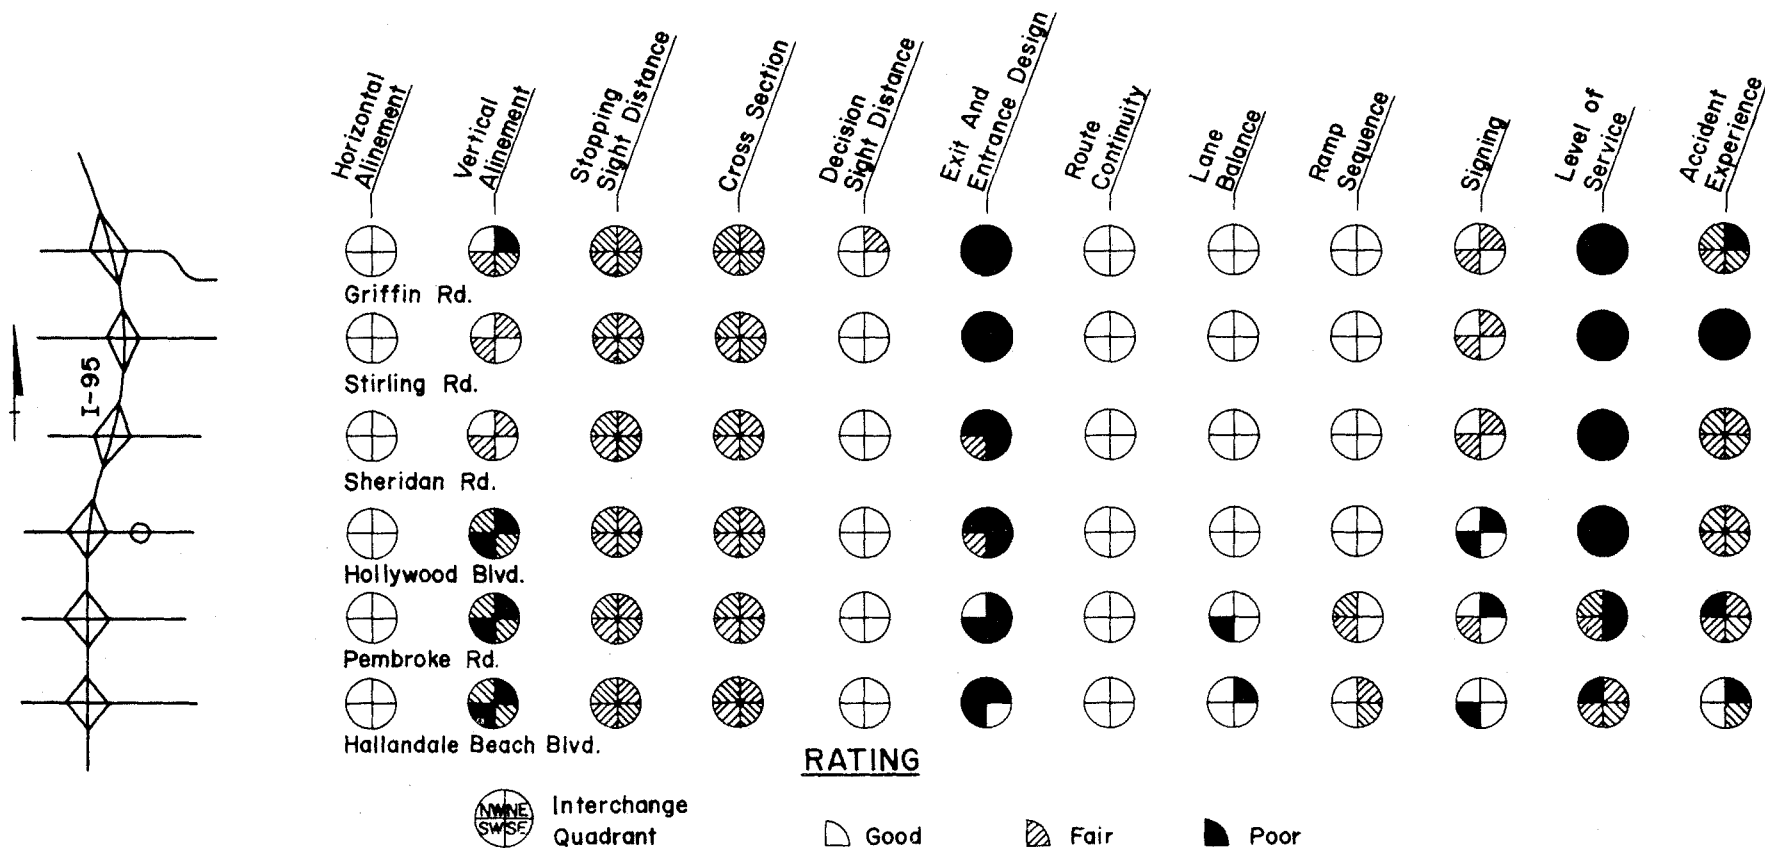 Horizontal
Alinement
Vertical
Alinement
Stopping
Sight Distance
Cross Section
Decision
Sight Distance
Exit And
Entrance Design
Route
Continuity
Lane
Balance
Ramp
Sequence
Signing
Level of
Service
Accident
Experience
I-95
Griffin Rd.
Stirling Rd.
Sheridan Rd.
Hollywood Blvd.
Pembroke Rd.
Hallandale Beach Blvd.
RATING
NW NE
SW SE
Interchange
Quadrant
Good
Fair
Poor